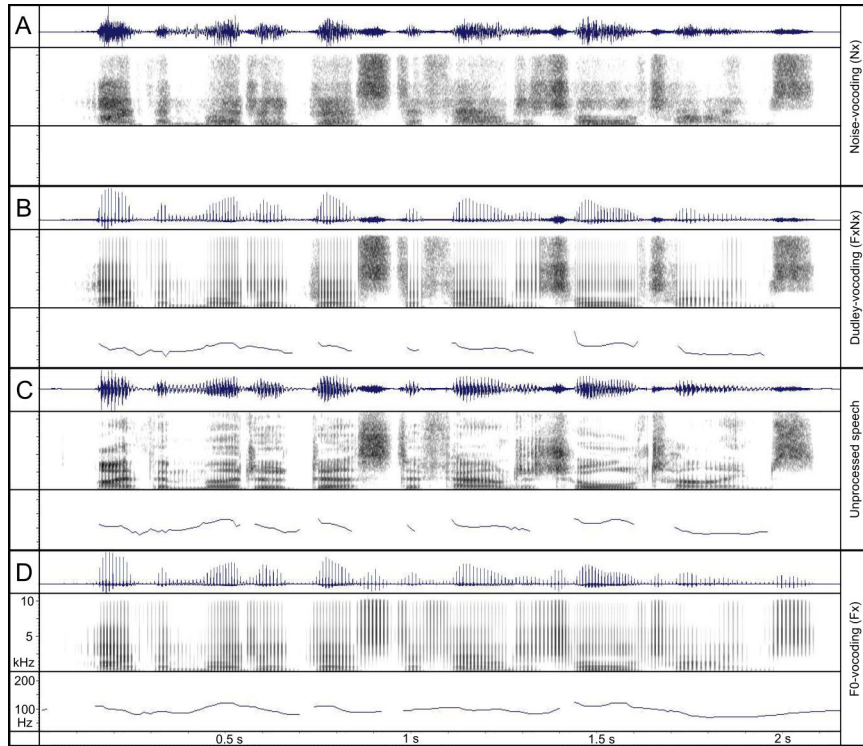 A
Noise-vocoding (Nx)
B
Dudley-vocoding (FxNx)
C
Unprocessed speech
D
10
5
kHz
200
100
Hz
F0-vocoding (Fx)
0.5 s
1 s
1.5 s
2 s